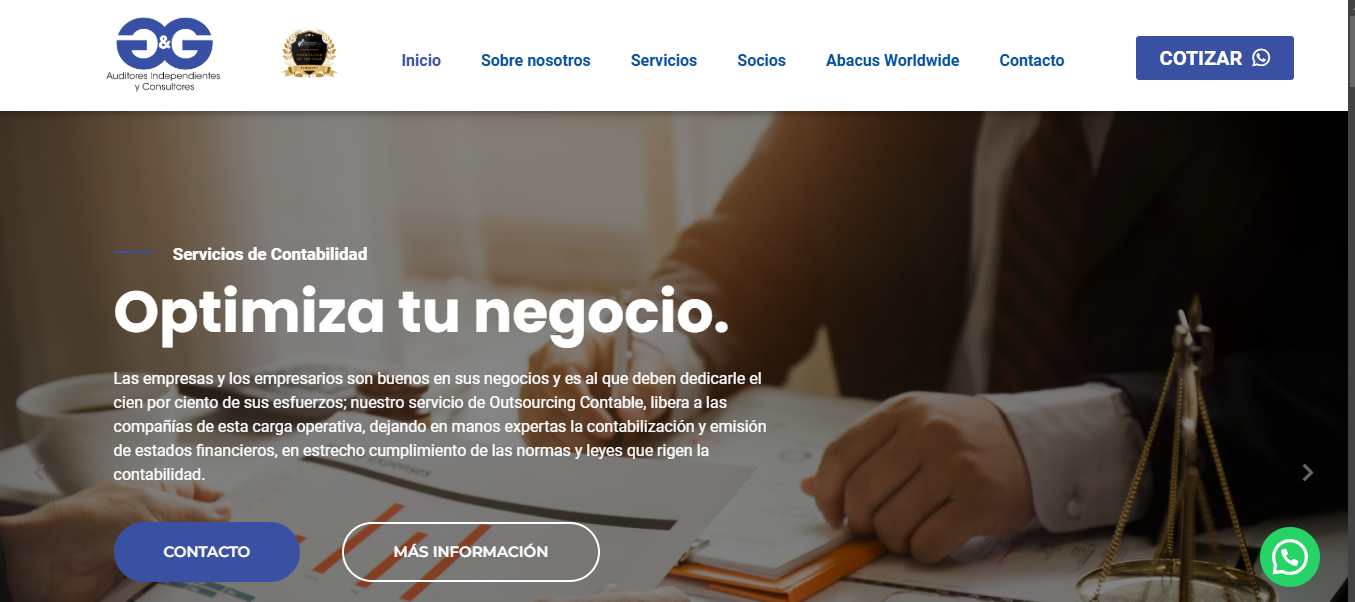 G&G
Auditores Independientes
y Consultores
Inicio
Sobre nosotros
Servicios
Socios
Abacus Worldwide
Contacto
COTIZAR
Servicios de Contabilidad
Optimiza tu negocio.
Las empresas y los empresarios son buenos en sus negocios y es al que deben dedicarle el
cien por ciento de sus esfuerzos; nuestro servicio de Outsourcing Contable, libera a las
compañías de esta carga operativa, dejando en manos expertas la contabilización y emisión
de estados financieros, en estrecho cumplimiento de las normas y leyes que rigen la
contabilidad.
expenses
CONTACTO
MÁS INFORMACIÓN